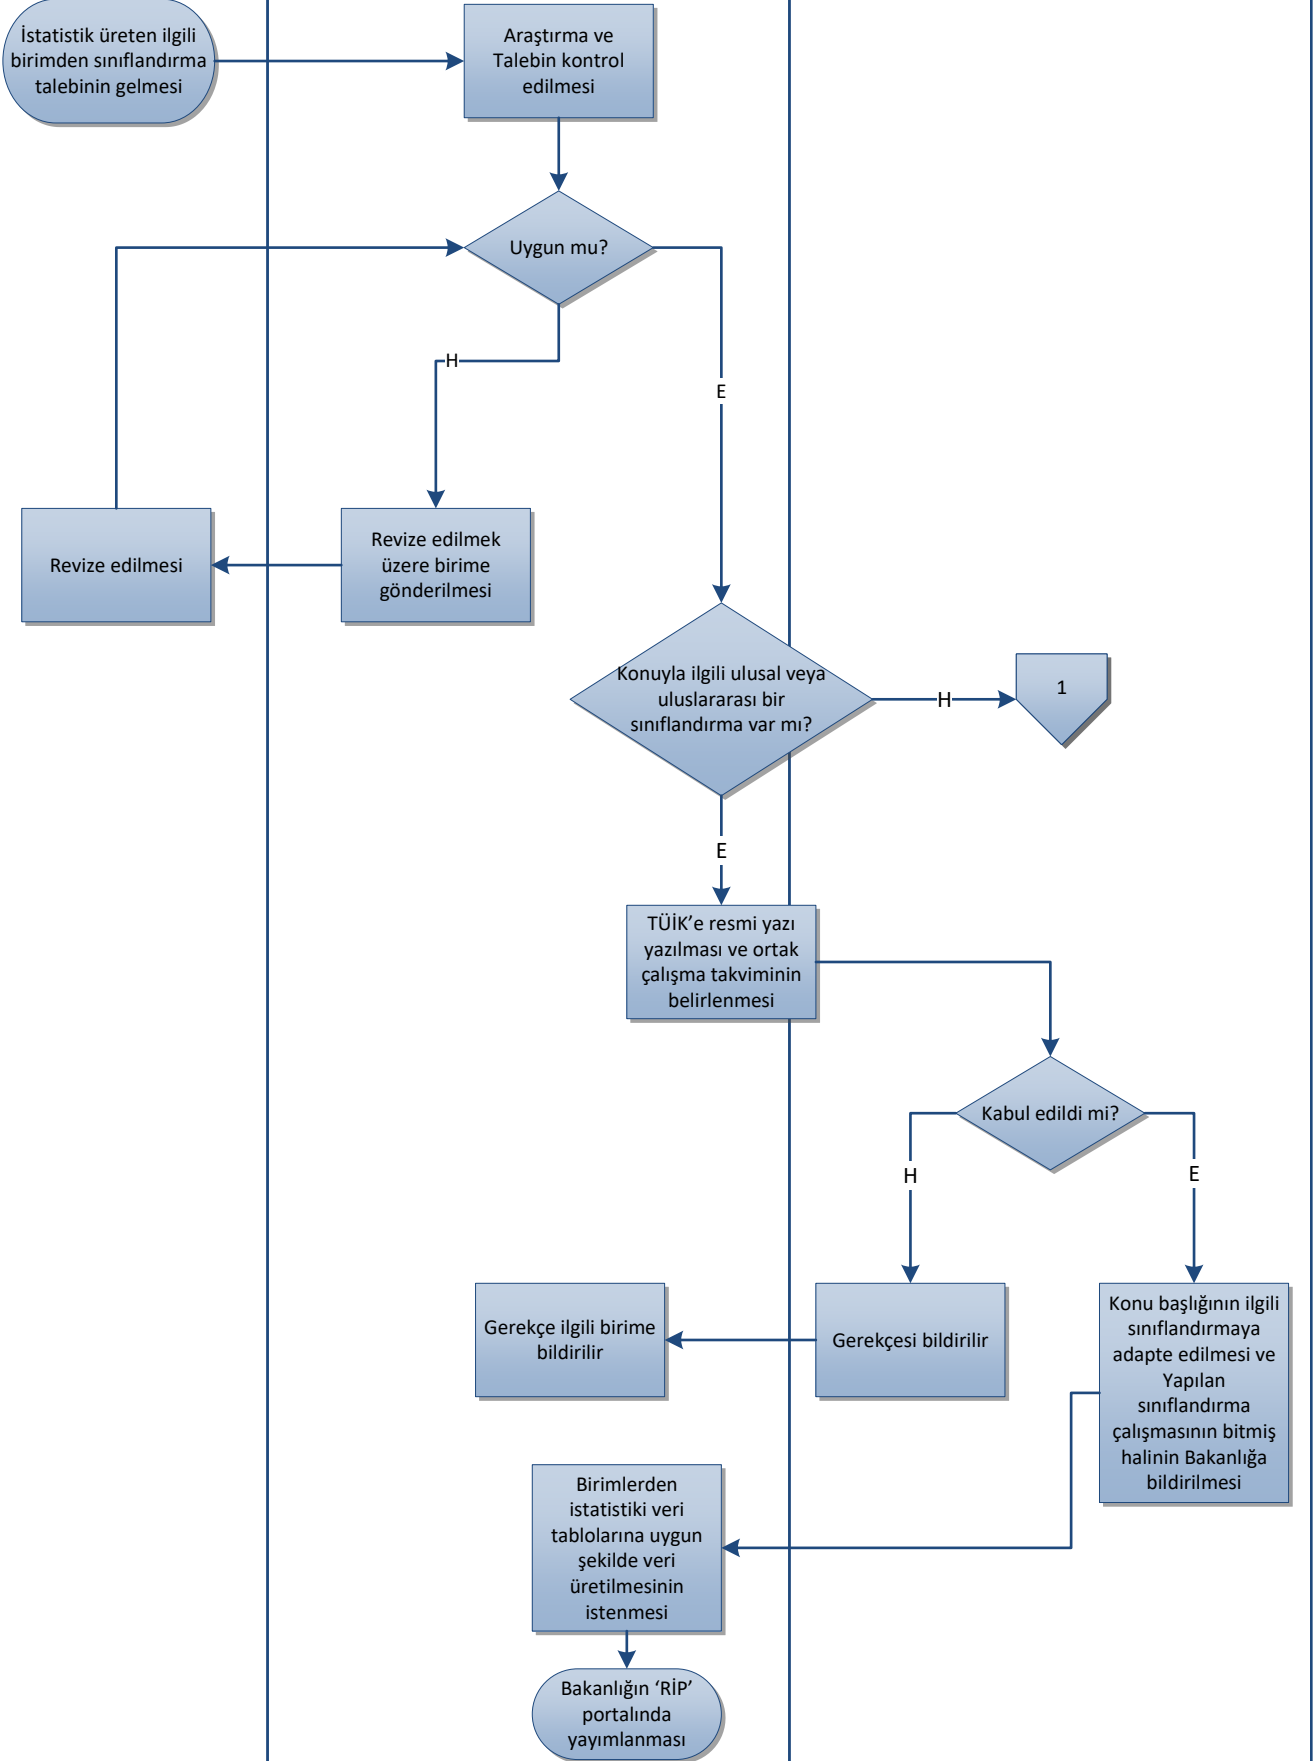 İstatistik üreten ilgili
birimden sınıflandırma
talebinin gelmesi
Araştırma ve
Talebin kontrol
edilmesi
Uygun mu?
H
E
Revize edilmesi
Revize edilmek
üzere birime
gönderilmesi
Konuyla ilgili ulusal veya
uluslararası bir
sınıflandırma var mı?
H
1
E
TÜİK’e resmi yazı
yazılması ve ortak
çalışma takviminin
belirlenmesi
Kabul edildi mi?
H
E
Gerekçe ilgili birime
bildirilir
Gerekçesi bildirilir
Konu başlığının ilgili
sınıflandırmaya
adapte edilmesi ve
Yapılan
sınıflandırma
çalışmasının bitmiş
halinin Bakanlığa
bildirilmesi
Birimlerden
istatistiki veri
tablolarına uygun
şekilde veri
üretilmesinin
istenmesi
Bakanlığın ‘RİP’
portalında
yayımlanması